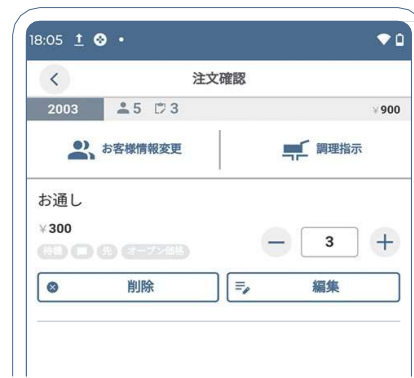 18:05
注文確認
2003 5 3 ¥900
お客様情報変更 調理指示
お通し
¥300
先 オープン価格
3
削除 編集